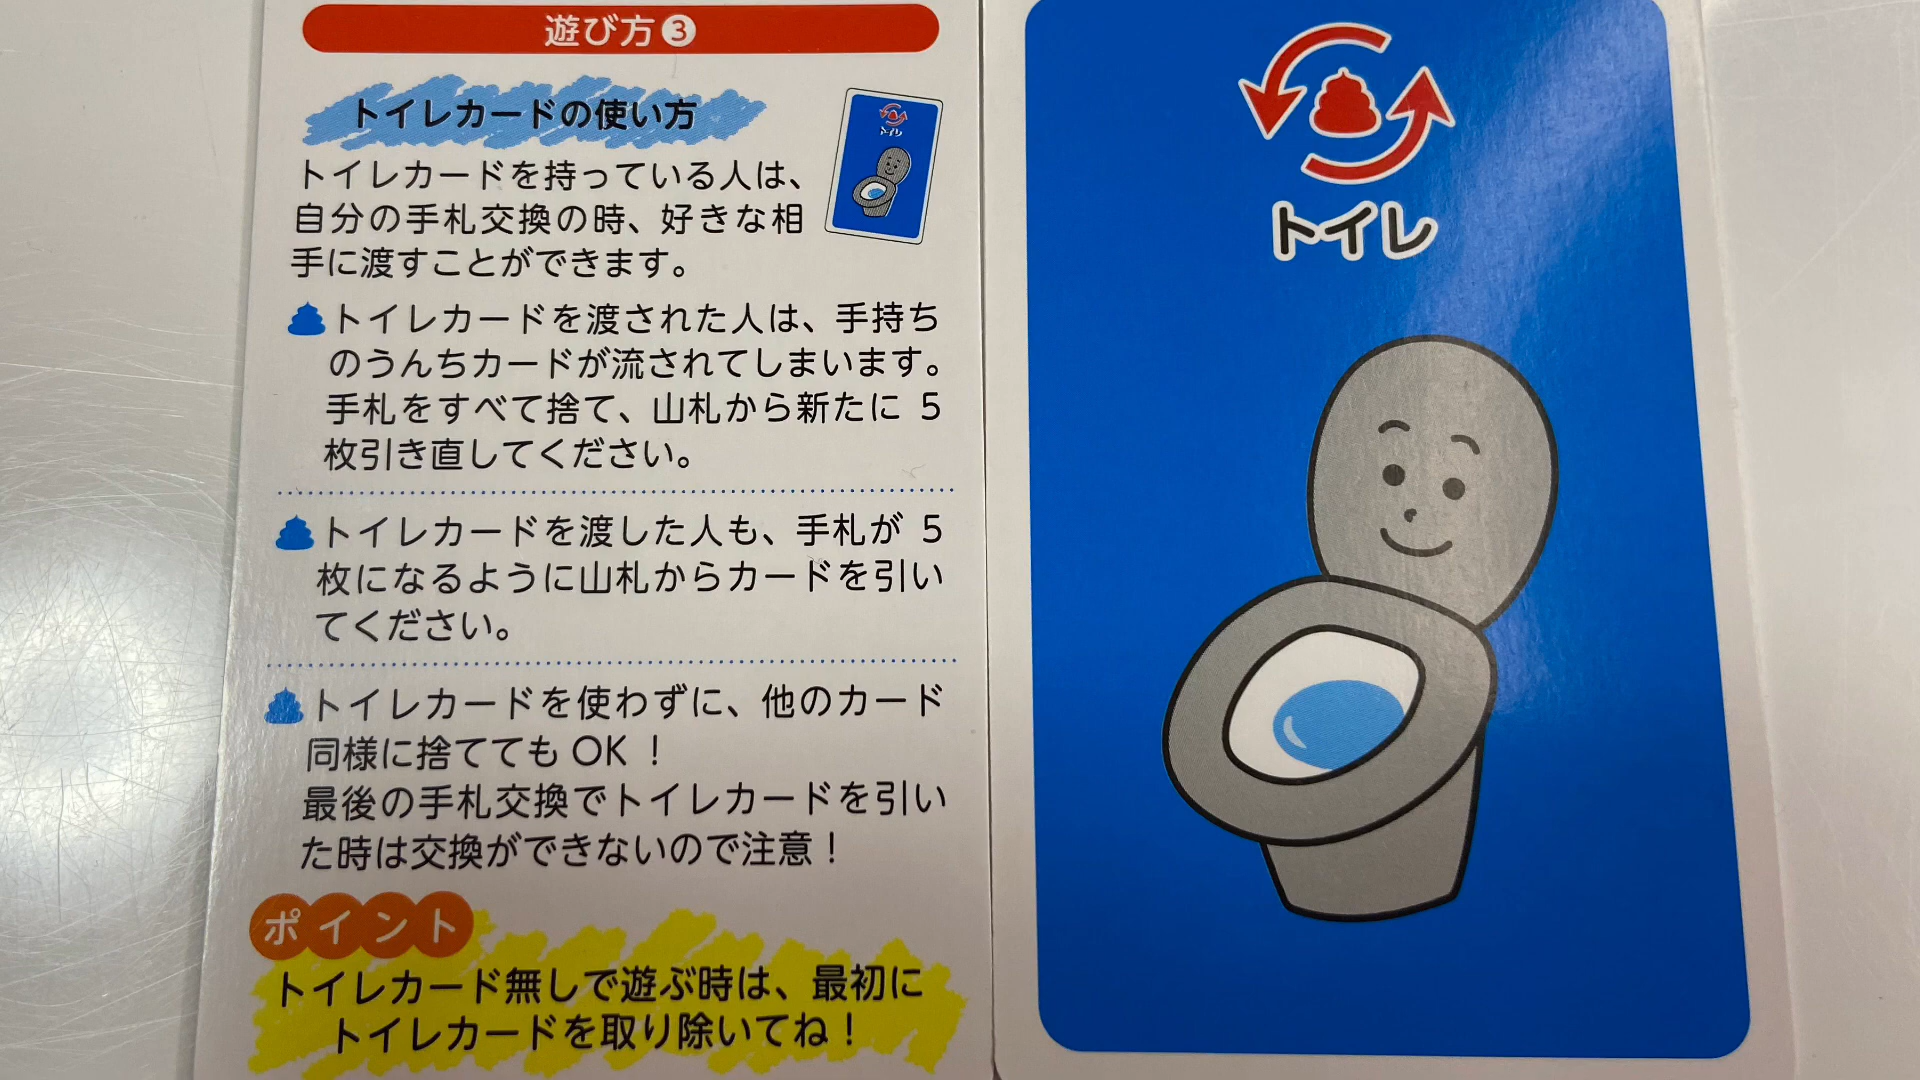 遊び方❸
トイレカードの使い方
トイレ
トイレカードを持っている人は、
自分の手札交換の時、好きな相
手に渡すことができます。
トイレカードを渡された人は、手持ち
のうんちカードが流されてしまいます。
手札をすべて捨て、山札から新たに 5
枚引き直してください。
トイレカードを渡した人も、手札が 5
枚になるように山札からカードを引い
てください。
トイレカードを使わずに、他のカード
同様に捨ててもOK！
最後の手札交換でトイレカードを引い
た時は交換ができないので注意！
ポイント
トイレカード無しで遊ぶ時は、最初に
トイレカードを取り除いてね！
トイレ